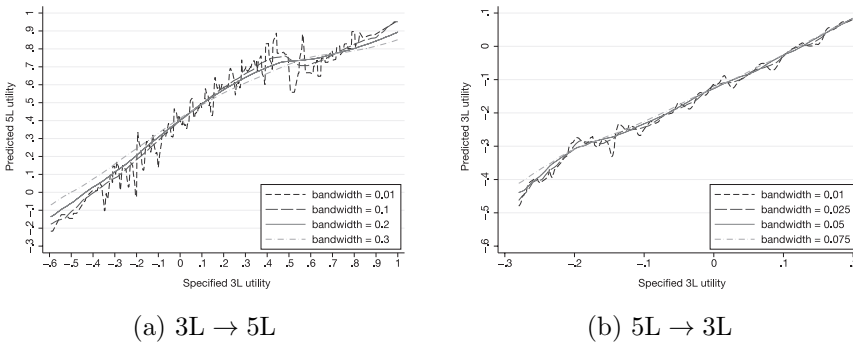 Predicted 5L utility
1
.9
.8
.7
.6
.5
.4
.3
.2
.1
0
-.1
-.2
-.3
bandwidth = 0.01
bandwidth = 0.1
bandwidth = 0.2
bandwidth = 0.3
-.6 -.5 -.4 -.3 -.2 -.1 0 .1 .2 .3 .4 .5 .6 .7 .8 .9 1
Specified 3L utility
(a) 3L → 5L
Predicted 3L utility
.1
0
-.1
-.2
-.3
-.4
-.5
-.6
bandwidth = 0.01
bandwidth = 0.025
bandwidth = 0.05
bandwidth = 0.075
-.3 -.2 -.1 0 .1
Specified 3L utility
(b) 5L → 3L